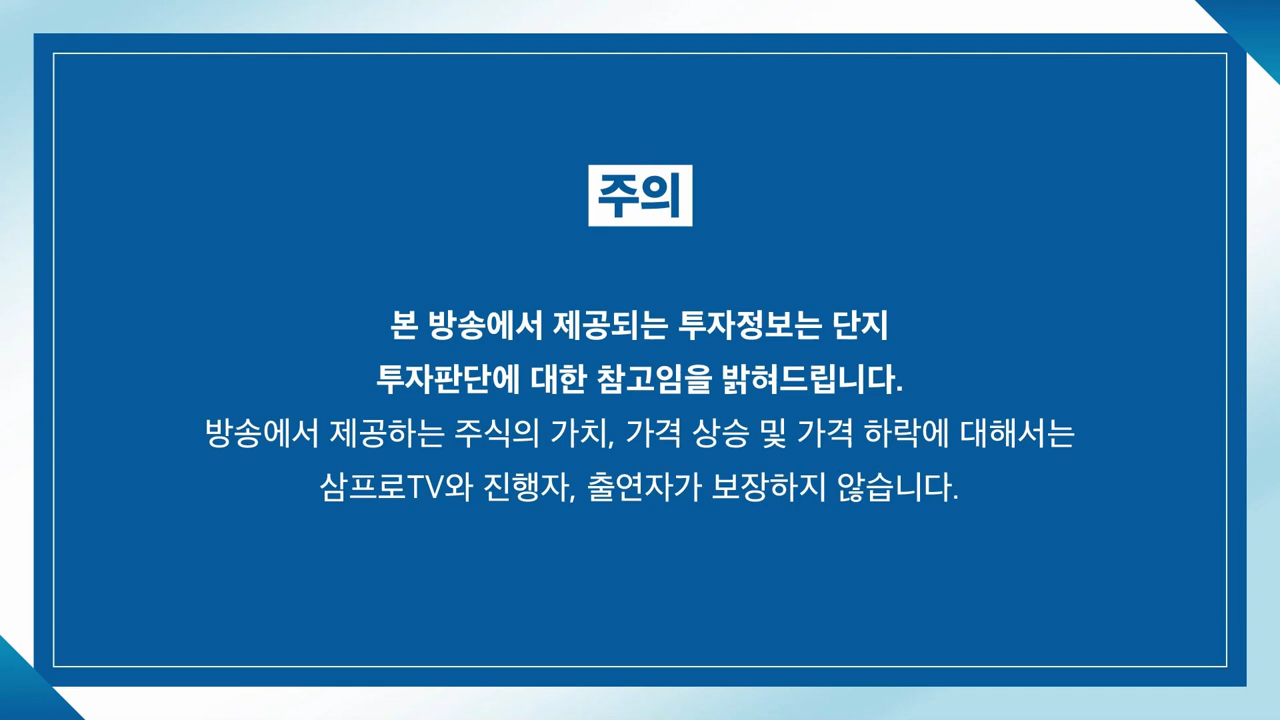 주의
본 방송에서 제공되는 투자정보는 단지
투자판단에 대한 참고임을 밝혀드립니다.
방송에서 제공하는 주식의 가치, 가격 상승 및 가격 하락에 대해서는
삼프로TV와 진행자, 출연자가 보장하지 않습니다.